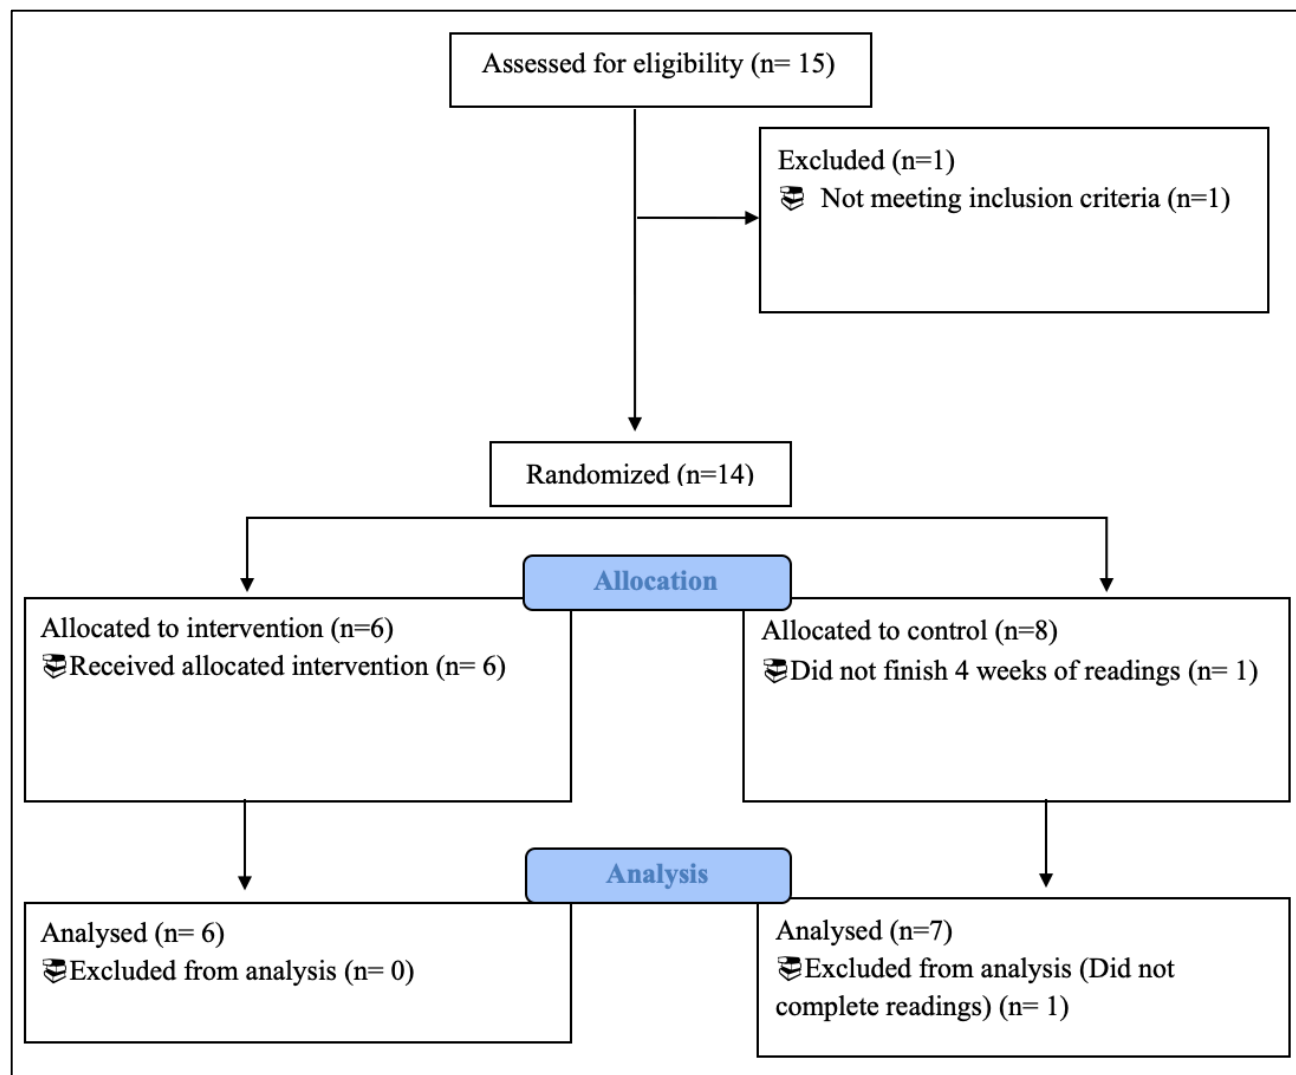 Assessed for eligibility (n= 15)
Excluded (n=1)
Not meeting inclusion criteria (n=1)
Randomized (n=14)
Allocation
Allocated to intervention (n=6)
Received allocated intervention (n= 6)
Allocated to control (n=8)
Did not finish 4 weeks of readings (n= 1)
Analysis
Analysed (n= 6)
Excluded from analysis (n= 0)
Analysed (n=7)
Excluded from analysis (Did not
complete readings) (n= 1)